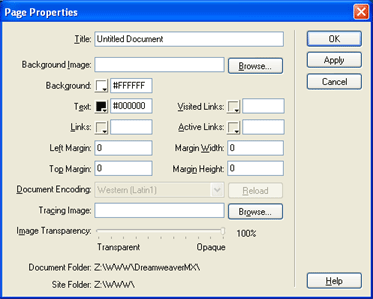 Page Properties
Title: Untitled Document OK
Background Image: Browse... Apply
Background: #FFFFFF Cancel
Text: #000000 Visited Links:
Links: Active Links:
Left Margin: 0 Margin Width: 0
Top Margin: 0 Margin Height: 0
Document Encoding: Western (Latin1) Reload
Tracing Image: Browse...
Image Transparency: 100%
Transparent Opaque
Document Folder: Z:\WWW\DreamweaverMX\
Site Folder: Z:\WWW\ Help